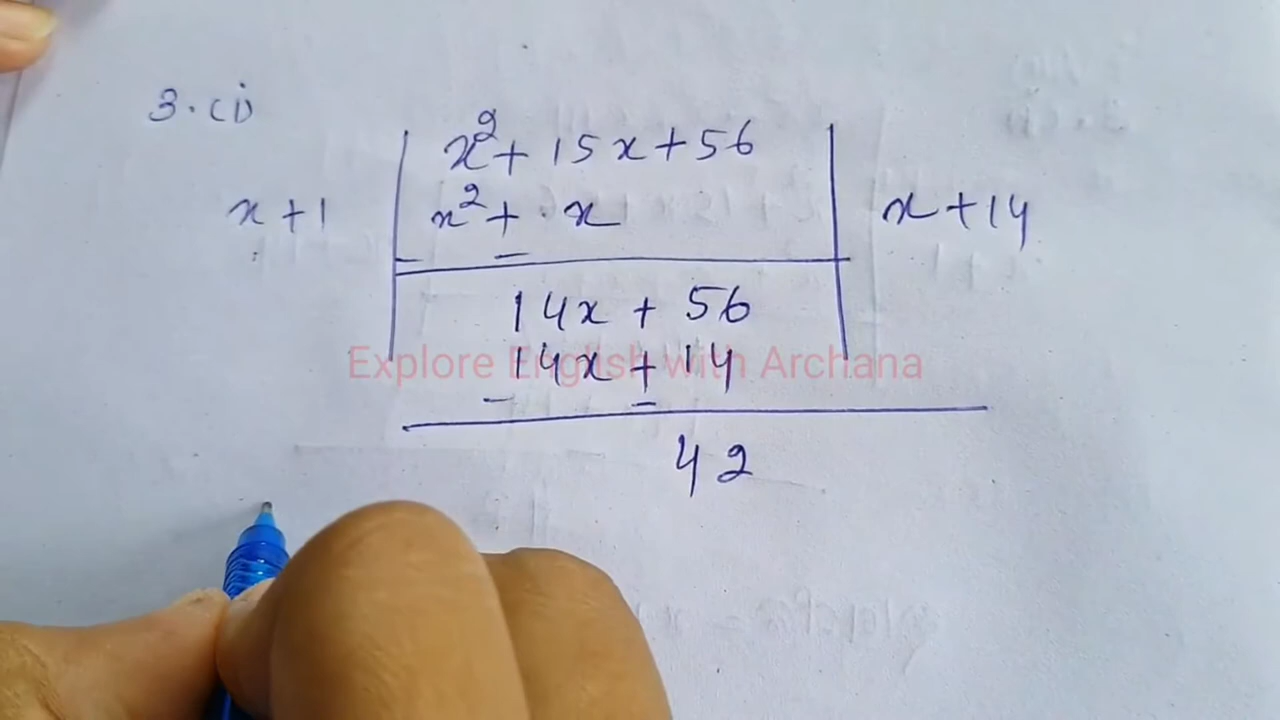 3. (i)
x² + 15x + 56
x + 1 x² + x x + 14
14x + 56
14x + 14
42
Explore English with Archana